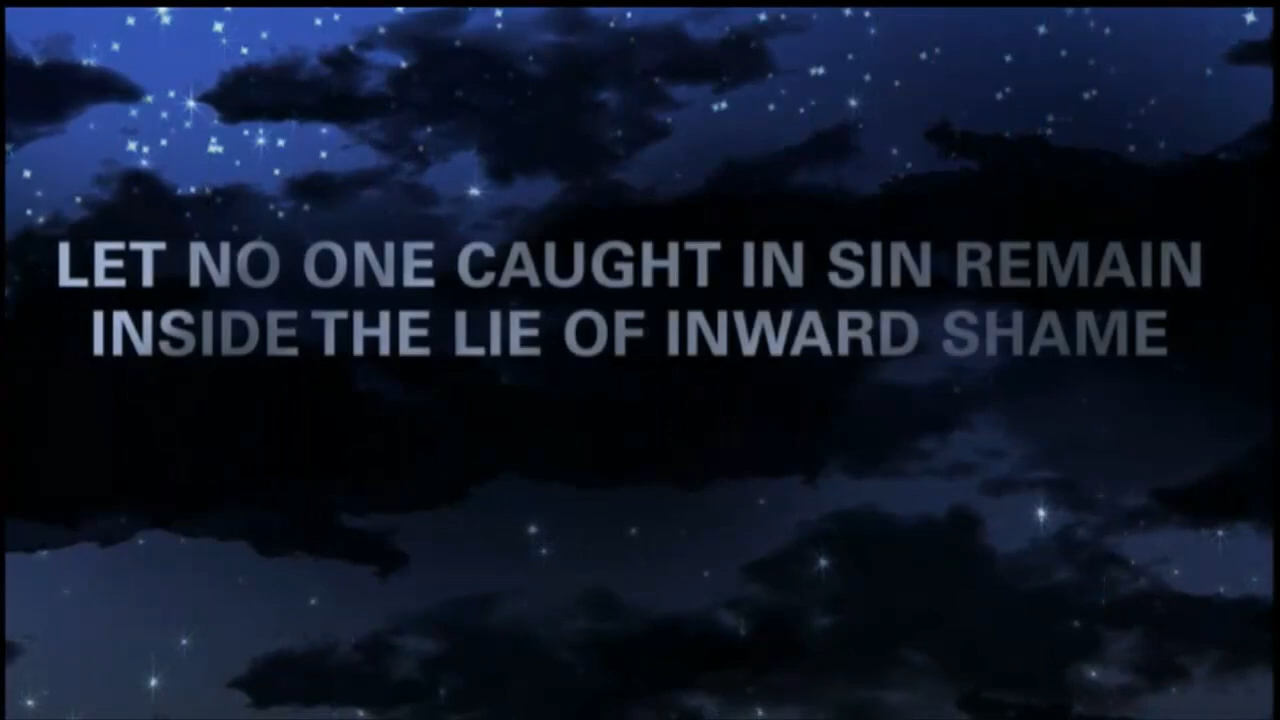 LET NO ONE CAUGHT IN SIN REMAIN
INSIDE THE LIE OF INWARD SHAME